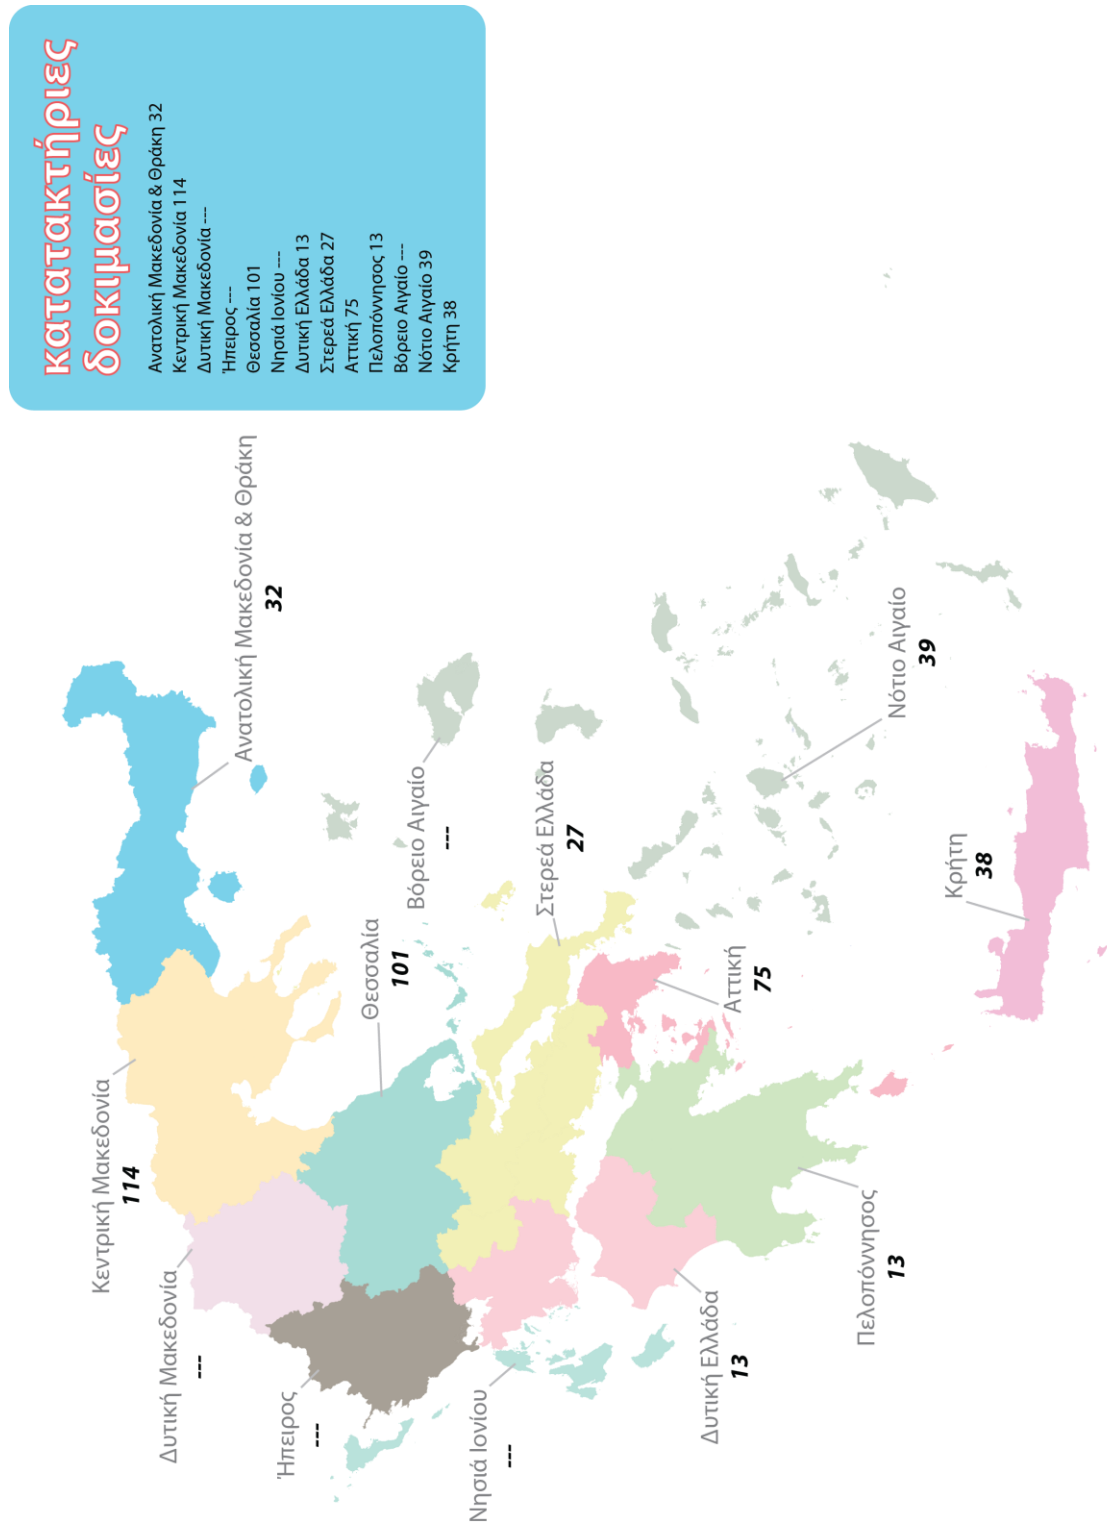 κατατακτήριες
δοκιμασίες
Ανατολική Μακεδονία & Θράκη 32
Κεντρική Μακεδονία 114
Δυτική Μακεδονία ---
Ήπειρος ---
Θεσσαλία 101
Νησιά Ιονίου ---
Δυτική Ελλάδα 13
Στερεά Ελλάδα 27
Αττική 75
Πελοπόννησος 13
Βόρειο Αιγαίο ---
Νότιο Αιγαίο 39
Κρήτη 38
Κεντρική Μακεδονία
114
Δυτική Μακεδονία
---
Ανατολική Μακεδονία & Θράκη
32
Ήπειρος
---
Θεσσαλία
101
Βόρειο Αιγαίο
---
Νησιά Ιονίου
---
Στερεά Ελλάδα
27
Δυτική Ελλάδα
13
Αττική
75
Πελοπόννησος
13
Νότιο Αιγαίο
39
Κρήτη
38